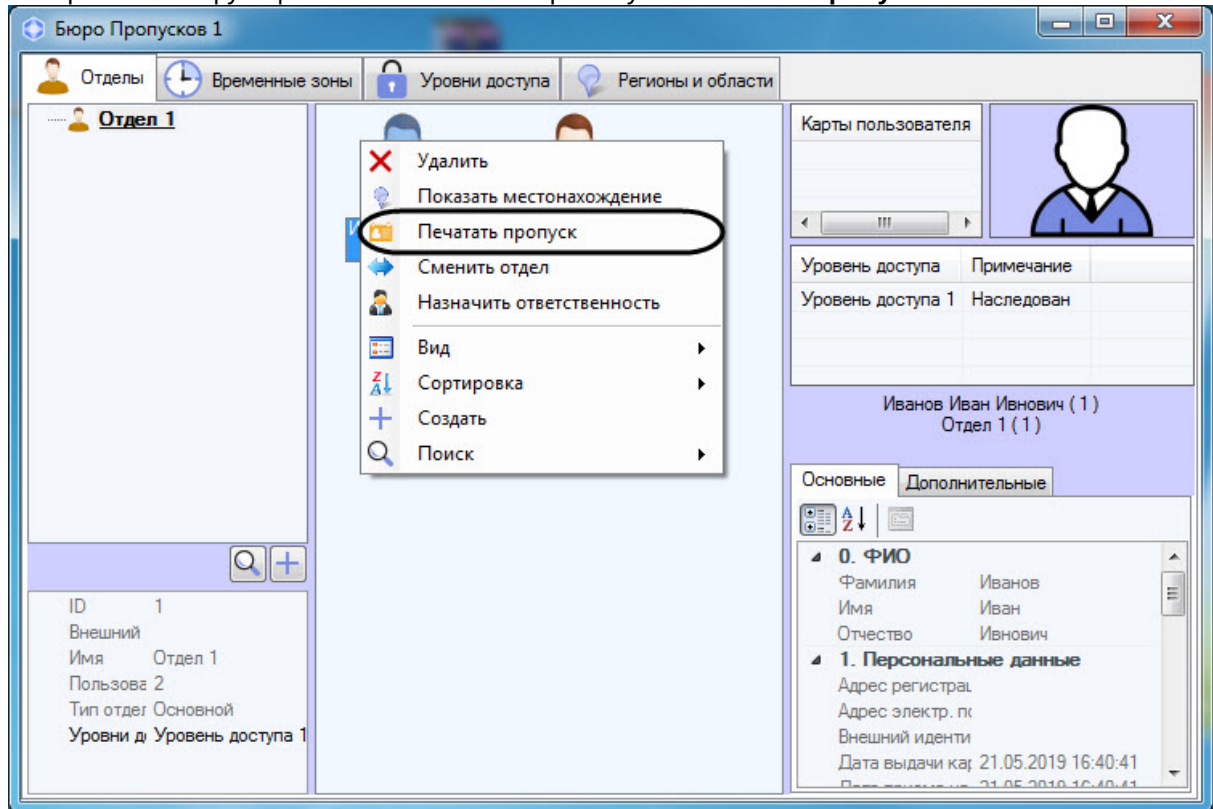 Бюро Пропусков 1
Отделы
Временные зоны
Уровни доступа
Регионы и области
Отдел 1
Удалить
Показать местонахождение
Печатать пропуск
Сменить отдел
Назначить ответственность
Вид
Сортировка
Создать
Поиск
ID 1
Внешний
Имя Отдел 1
Пользова 2
Тип отдел Основной
Уровни д Уровень доступа 1
Карты пользователя
Уровень доступа Примечание
Уровень доступа 1 Наследован
Иванов Иван Ивнович ( 1 )
Отдел 1 ( 1 )
Основные Дополнительные
0. ФИО
Фамилия Иванов
Имя Иван
Отчество Ивнович
1. Персональные данные
Адрес регистрац
Адрес электр. по
Внешний иденти
Дата выдачи кар 21.05.2019 16:40:41